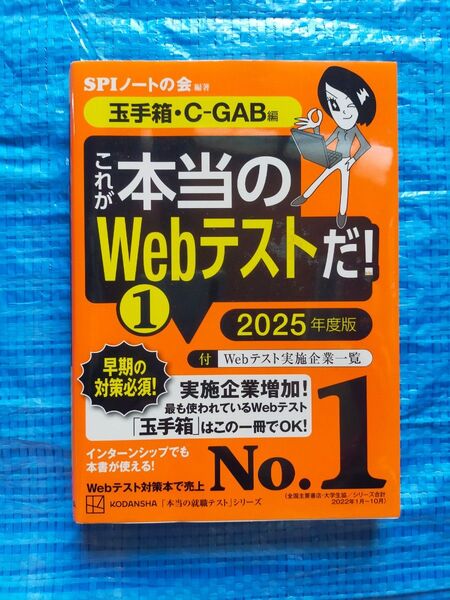 SPIノートの会 編著
玉手箱・C-GAB編
これが
本当の
Webテストだ!
1
2025年度版
付 Webテスト実施企業一覧
早期の
対策必須!
実施企業増加!
最も使われているWebテスト
「玉手箱」はこの一冊でOK!
インターンシップでも
本書が使える!
Webテスト対策本で売上
No.1
KODANSHA 「本当の就職テスト」シリーズ
(全国主要書店・大学生協/シリーズ合計
2022年1月〜10月)